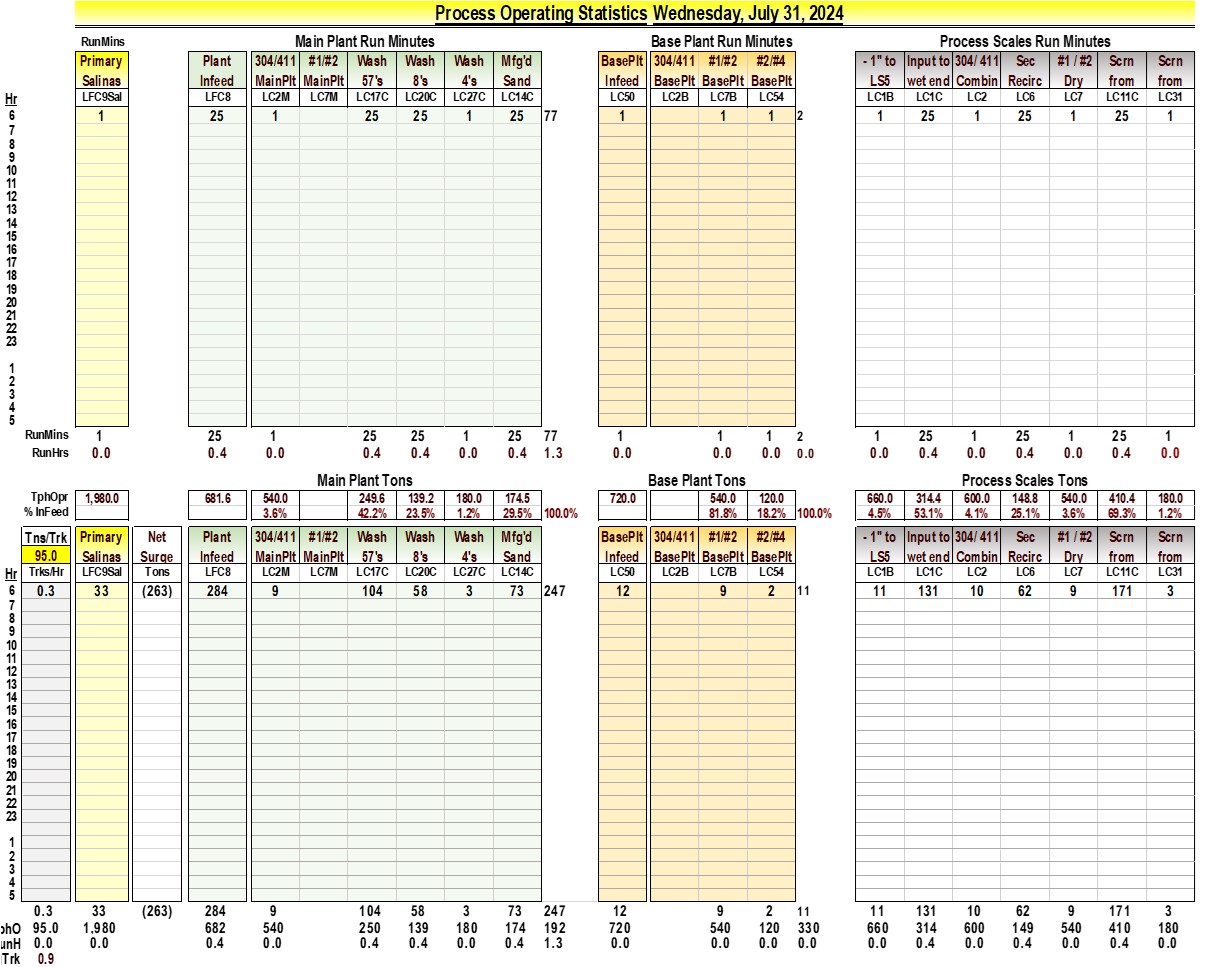 Process Operating Statistics Wednesday, July 31, 2024
RunMins Main Plant Run Minutes Base Plant Run Minutes Process Scales Run Minutes
Primary Plant 304/411 #1/#2 Wash Wash Wash Mfg'd BasePlt 304/411 #1/#2 #2/#4 - 1" to Input to 304/ 411 Sec #1 / #2 Scrn Scrn
Salinas Infeed MainPlt MainPlt 57's 8's 4's Sand Infeed BasePlt BasePlt BasePlt LS5 wet end Combin Recirc Dry from from
Hr LFC9Sal LFC8 LC2M LC7M LC17C LC20C LC27C LC14C LC50 LC2B LC7B LC54 LC1B LC1C LC2 LC6 LC7 LC11C LC31
6 1 25 1 25 25 1 25 77 1 1 1 2 1 25 1 25 1 25 1
7
8
9
10
11
12
13
14
15
16
17
18
19
20
21
22
23
1
2
3
4
5
RunMins 1 25 1 25 25 1 25 77 1 1 1 2 1 25 1 25 1 25 1
RunHrs 0.0 0.4 0.0 0.4 0.4 0.0 0.4 1.3 0.0 0.0 0.0 0.0 0.0 0.4 0.0 0.4 0.0 0.4 0.0
Main Plant Tons Base Plant Tons Process Scales Tons
TphOpr 1,980.0 681.6 540.0 249.6 139.2 180.0 174.5 720.0 540.0 120.0 660.0 314.4 600.0 148.8 540.0 410.4 180.0
% InFeed 3.6% 42.2% 23.5% 1.2% 29.5% 100.0% 81.8% 18.2% 100.0% 4.5% 53.1% 4.1% 25.1% 3.6% 69.3% 1.2%
Tns/Trk Primary Net Plant 304/411 #1/#2 Wash Wash Wash Mfg'd BasePlt 304/411 #1/#2 #2/#4 - 1" to Input to 304/ 411 Sec #1 / #2 Scrn Scrn
95.0 Salinas Surge Infeed MainPlt MainPlt 57's 8's 4's Sand Infeed BasePlt BasePlt BasePlt LS5 wet end Combin Recirc Dry from from
Hr Trks/Hr LFC9Sal Tons LFC8 LC2M LC7M LC17C LC20C LC27C LC14C LC50 LC2B LC7B LC54 LC1B LC1C LC2 LC6 LC7 LC11C LC31
6 0.3 33 (263) 284 9 104 58 3 73 247 12 9 2 11 11 131 10 62 9 171 3
7
8
9
10
11
12
13
14
15
16
17
18
19
20
21
22
23
1
2
3
4
5
0.3 33 (263) 284 9 104 58 3 73 247 12 9 2 11 11 131 10 62 9 171 3
phO 95.0 1,980 682 540 250 139 180 174 192 720 540 120 330 660 314 600 149 540 410 180
unH 0.0 0.0 0.4 0.0 0.4 0.4 0.0 0.4 1.3 0.0 0.0 0.0 0.0 0.0 0.4 0.0 0.4 0.0 0.4 0.0
Trk 0.9